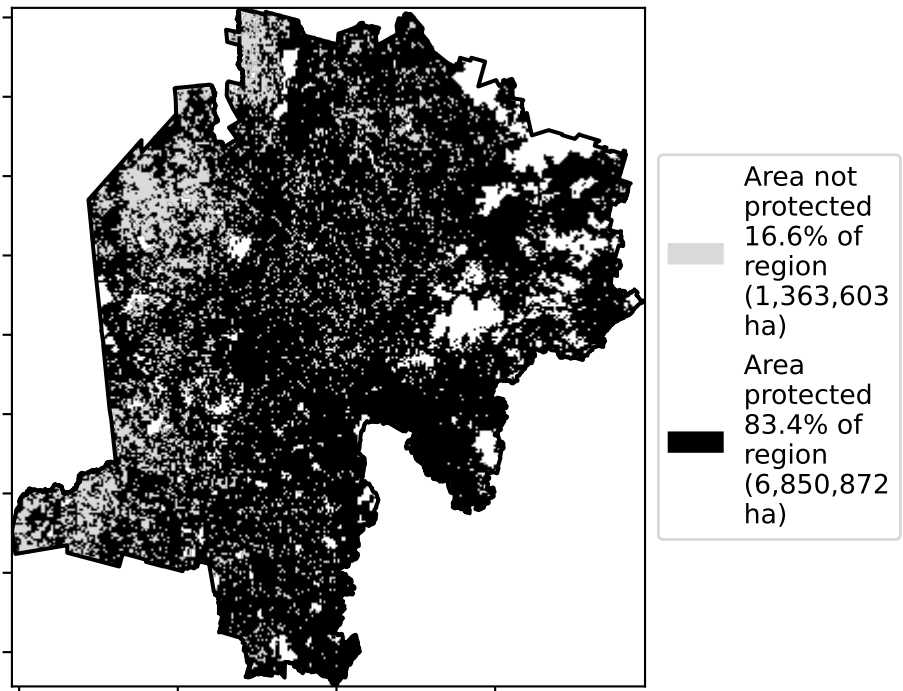 Area not
protected
16.6% of
region
(1,363,603
ha)
Area
protected
83.4% of
region
(6,850,872
ha)